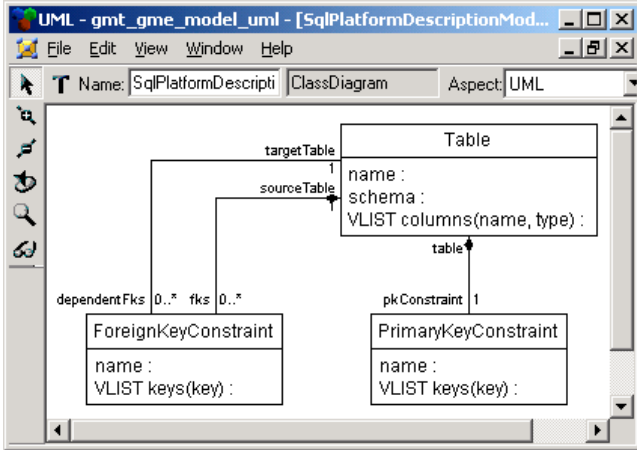 UML - gmt_gme_model_uml - [SqlPlatformDescriptionMod...
File Edit View Window Help
T Name: SqlPlatformDescripti ClassDiagram Aspect: UML
Table
targetTable
1
name :
sourceTable
1
schema :
VLIST columns(name, type) :
table
dependentFks 0..* fks 0..* pkConstraint 1
ForeignKeyConstraint PrimaryKeyConstraint
name : name :
VLIST keys(key) : VLIST keys(key) :